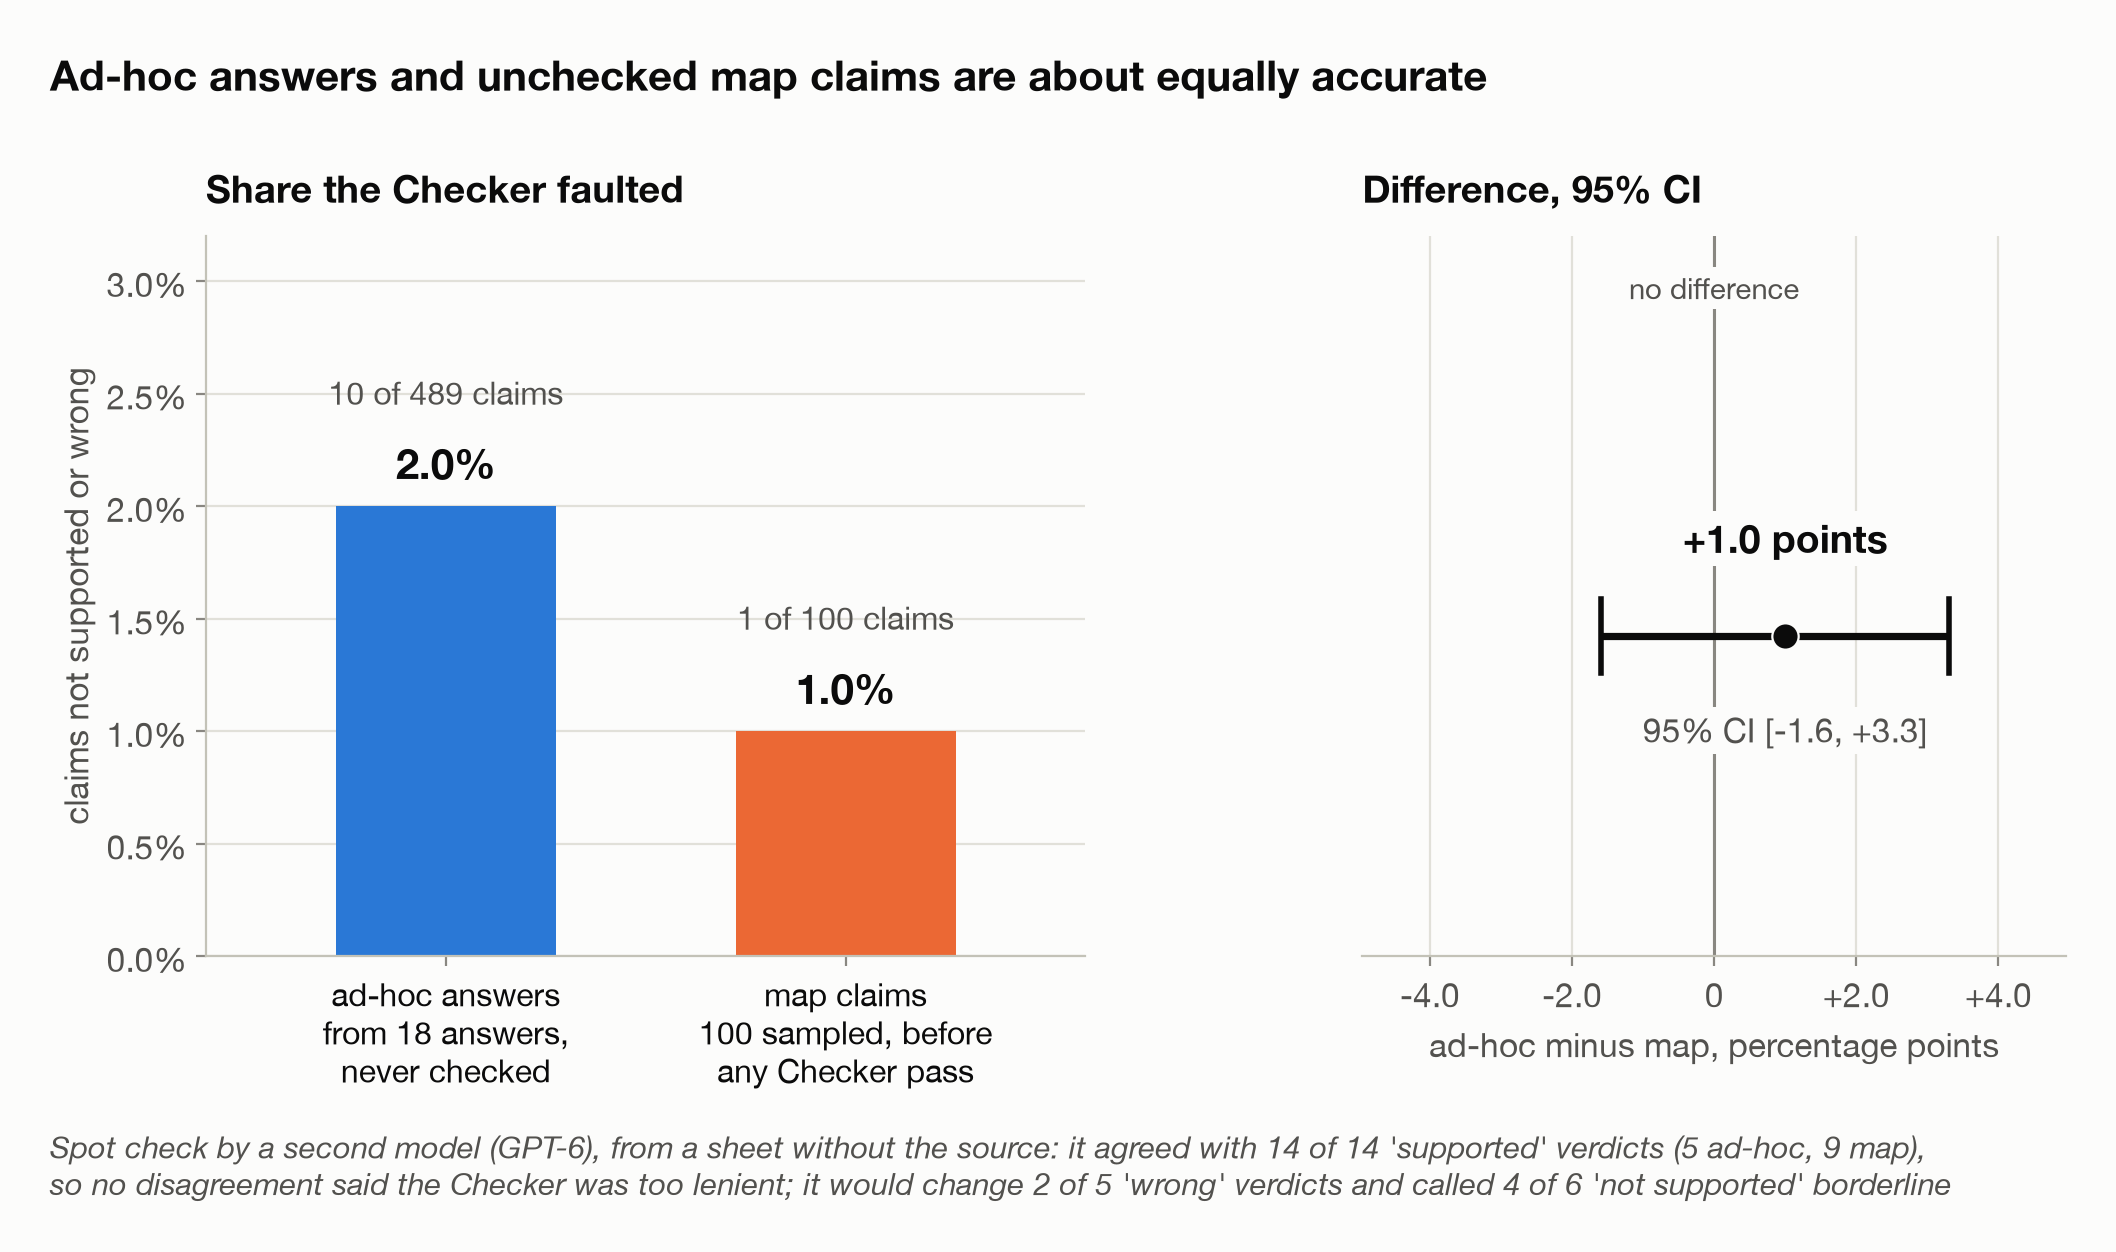 Ad-hoc answers and unchecked map claims are about equally accurate
Share the Checker faulted
claims not supported or wrong
3.0%
2.5%
2.0%
1.5%
1.0%
0.5%
0.0%
10 of 489 claims
2.0%
1 of 100 claims
1.0%
ad-hoc answers
from 18 answers,
never checked
map claims
100 sampled, before
any Checker pass
Difference, 95% CI
no difference
+1.0 points
95% CI [-1.6, +3.3]
-4.0
-2.0
0
+2.0
+4.0
ad-hoc minus map, percentage points
Spot check by a second model (GPT-6), from a sheet without the source: it agreed with 14 of 14 'supported' verdicts (5 ad-hoc, 9 map),
so no disagreement said the Checker was too lenient; it would change 2 of 5 'wrong' verdicts and called 4 of 6 'not supported' borderline